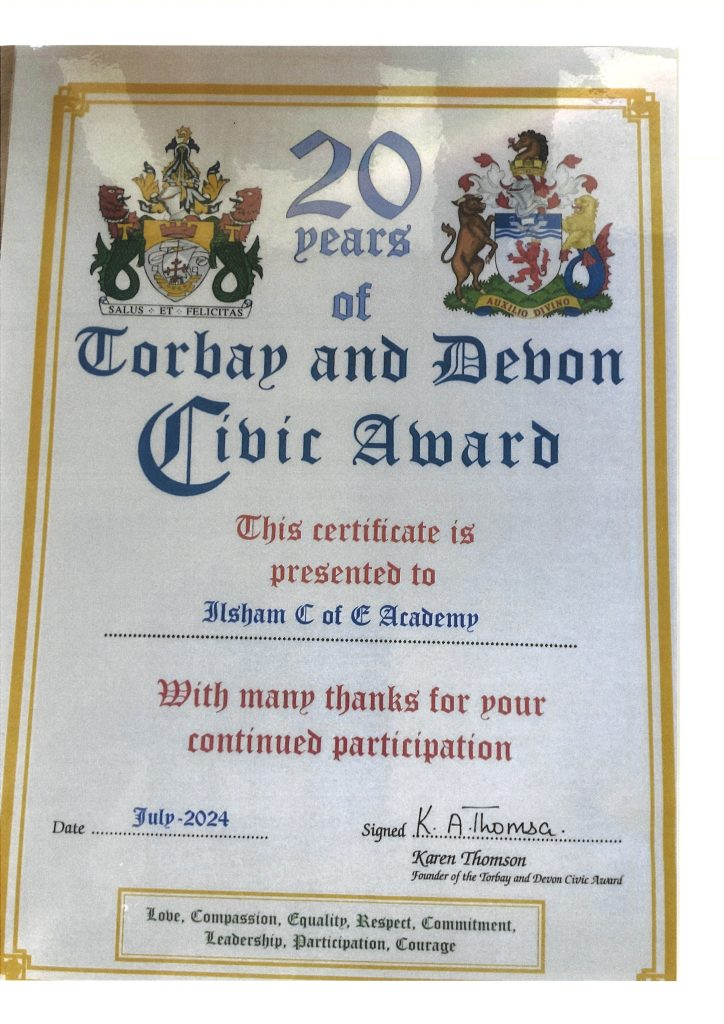 20
years
of
SALUS ⁘ ET ⁘ FELICITAS
AUXILIO DIVINO
Torbay and Devon
Civic Award
This certificate is
presented to
Ilsham C of E Academy
With many thanks for your
continued participation
Date July-2024
Signed K. A. Thomson.
Karen Thomson
Founder of the Torbay and Devon Civic Award
Love, Compassion, Equality, Respect, Commitment,
Leadership, Participation, Courage